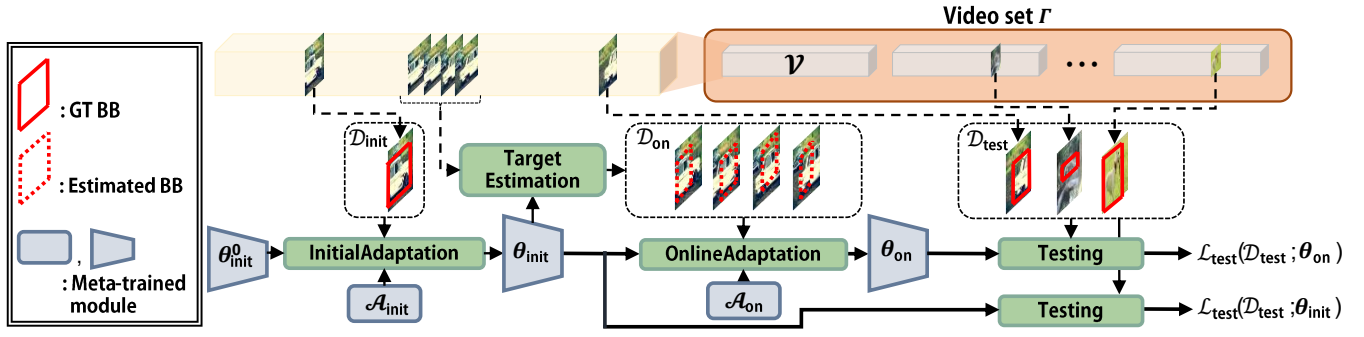 Video set Γ
𝒱
: GT BB
: Estimated BB
,
: Meta-trained
module
𝒟init
Target
Estimation
𝒟on
𝒟test
θ⁰init
InitialAdaptation
θinit
OnlineAdaptation
θon
Testing
ℒtest(𝒟test ; θon)
𝒜init
𝒜on
Testing
ℒtest(𝒟test ; θinit)